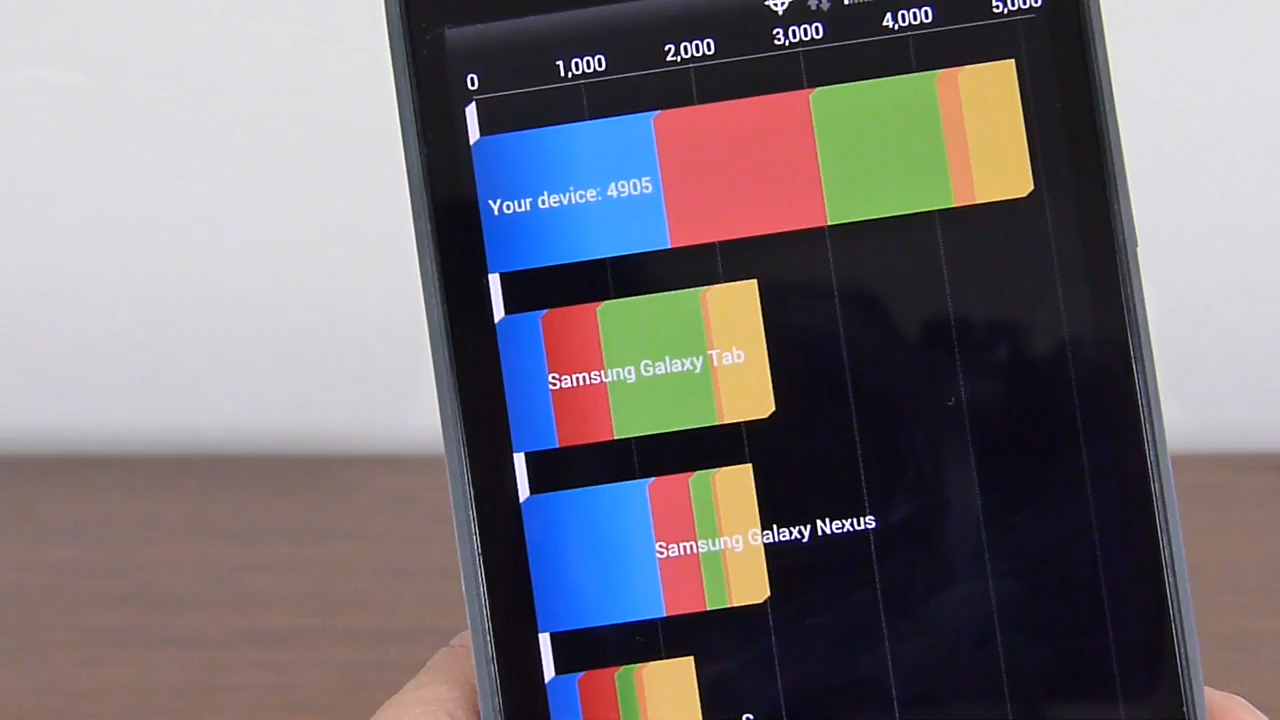 0 1,000 2,000 3,000 4,000 5,000
Your device: 4905
Samsung Galaxy Tab
Samsung Galaxy Nexus